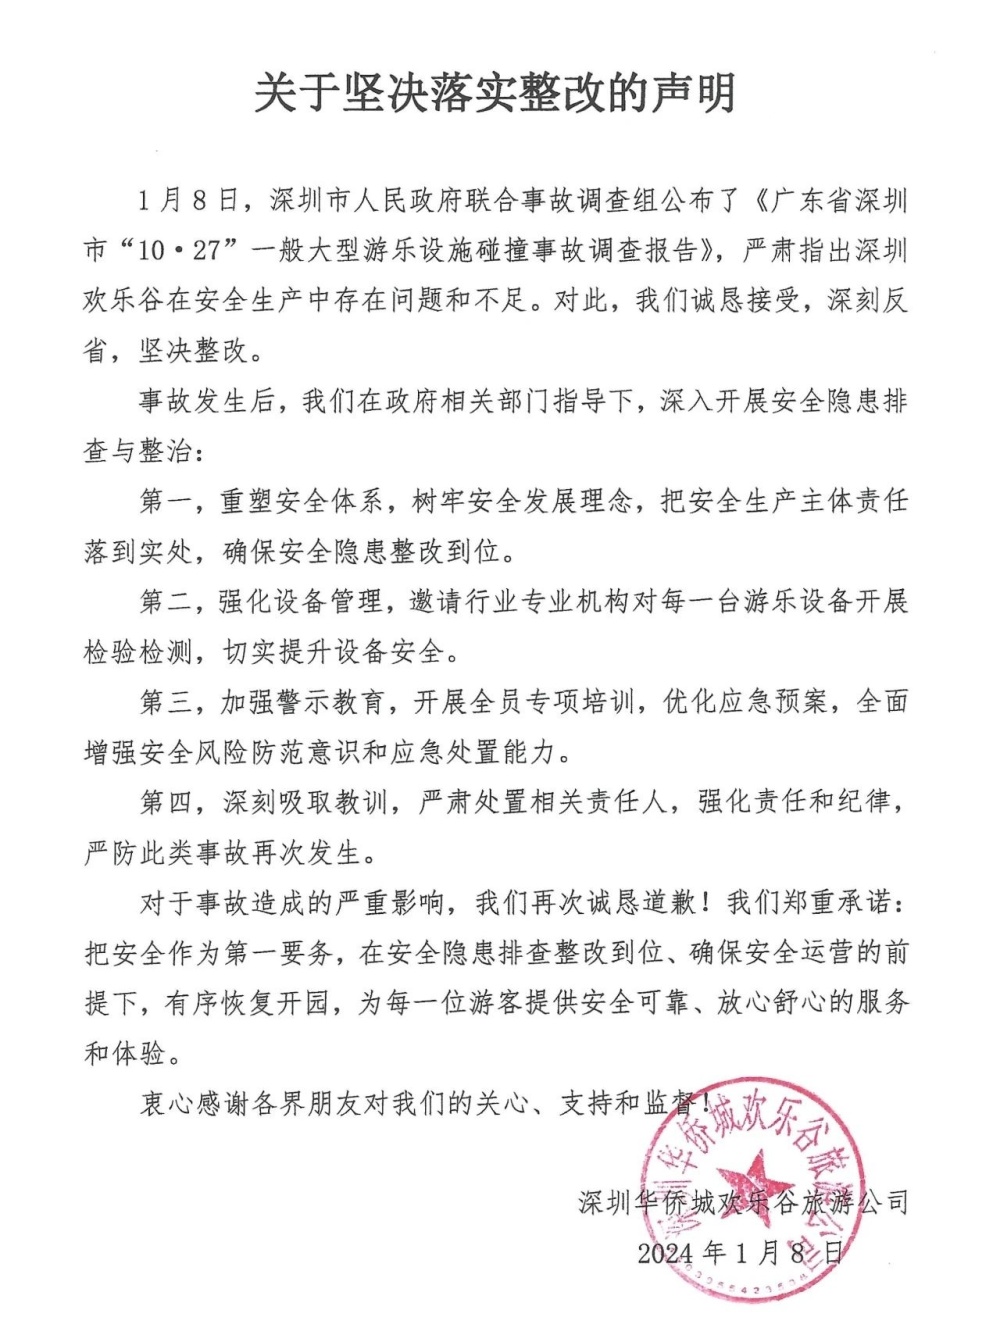 关于坚决落实整改的声明
1月8日，深圳市人民政府联合事故调查组公布了《广东省深圳
市“10·27”一般大型游乐设施碰撞事故调查报告》，严肃指出深圳
欢乐谷在安全生产中存在问题和不足。对此，我们诚恳接受，深刻反
省，坚决整改。
事故发生后，我们在政府相关部门指导下，深入开展安全隐患排
查与整治：
第一，重塑安全体系，树牢安全发展理念，把安全生产主体责任
落到实处，确保安全隐患整改到位。
第二，强化设备管理，邀请行业专业机构对每一台游乐设备开展
检验检测，切实提升设备安全。
第三，加强警示教育，开展全员专项培训，优化应急预案，全面
增强安全风险防范意识和应急处置能力。
第四，深刻吸取教训，严肃处置相关责任人，强化责任和纪律，
严防此类事故再次发生。
对于事故造成的严重影响，我们再次诚恳道歉！我们郑重承诺：
把安全作为第一要务，在安全隐患排查整改到位、确保安全运营的前
提下，有序恢复开园，为每一位游客提供安全可靠、放心舒心的服务
和体验。
衷心感谢各界朋友对我们的关心、支持和监督！
深圳华侨城欢乐谷旅游公司
深圳华侨城欢乐谷旅游公司
2024年1月8日